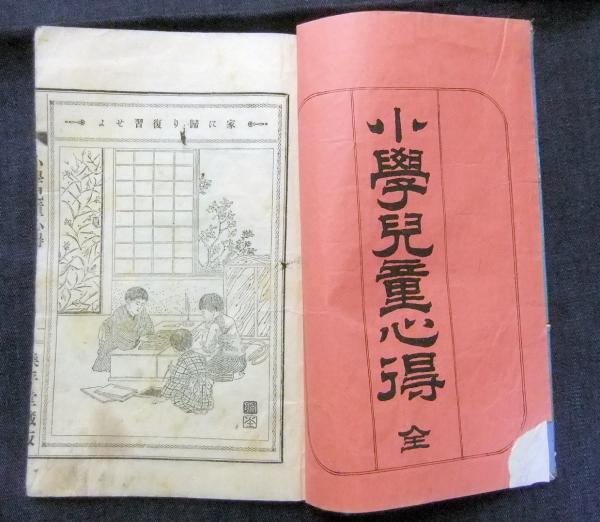 小學兒童心得
全
家に歸り復習せよ